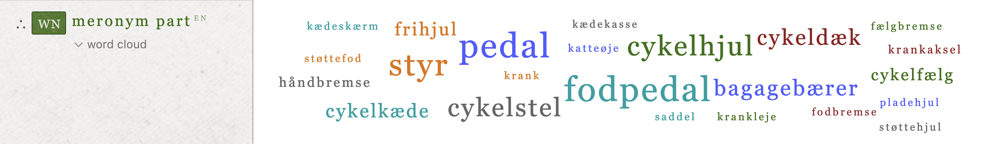 ∴ WN meronym part EN
word cloud
kædeskærm
frihjul
pedal
kædekasse
katteøje
cykelhjul
cykeldæk
fælgbremse
krankaksel
støttefod
styr
krank
håndbremse
fodpedal
bagagebærer
cykelfælg
cykelkæde
cykelstel
saddel
krankleje
fodbremse
pladehjul
støttehjul